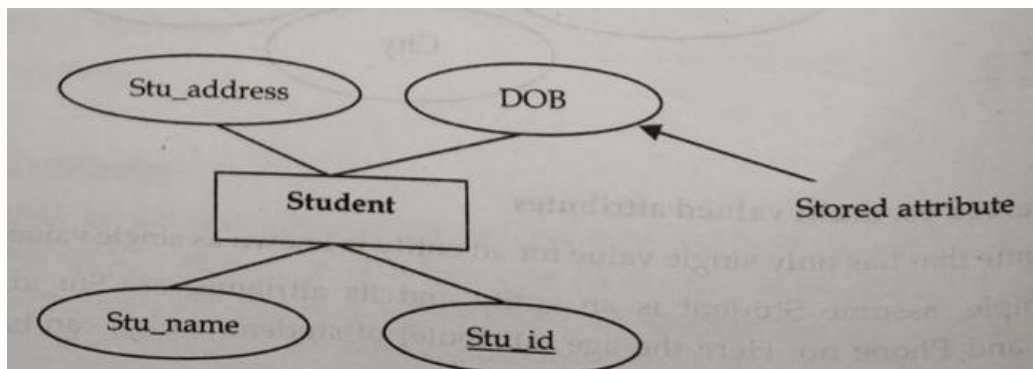 Stu_address
DOB
Student
Stored attribute
Stu_name
Stu_id